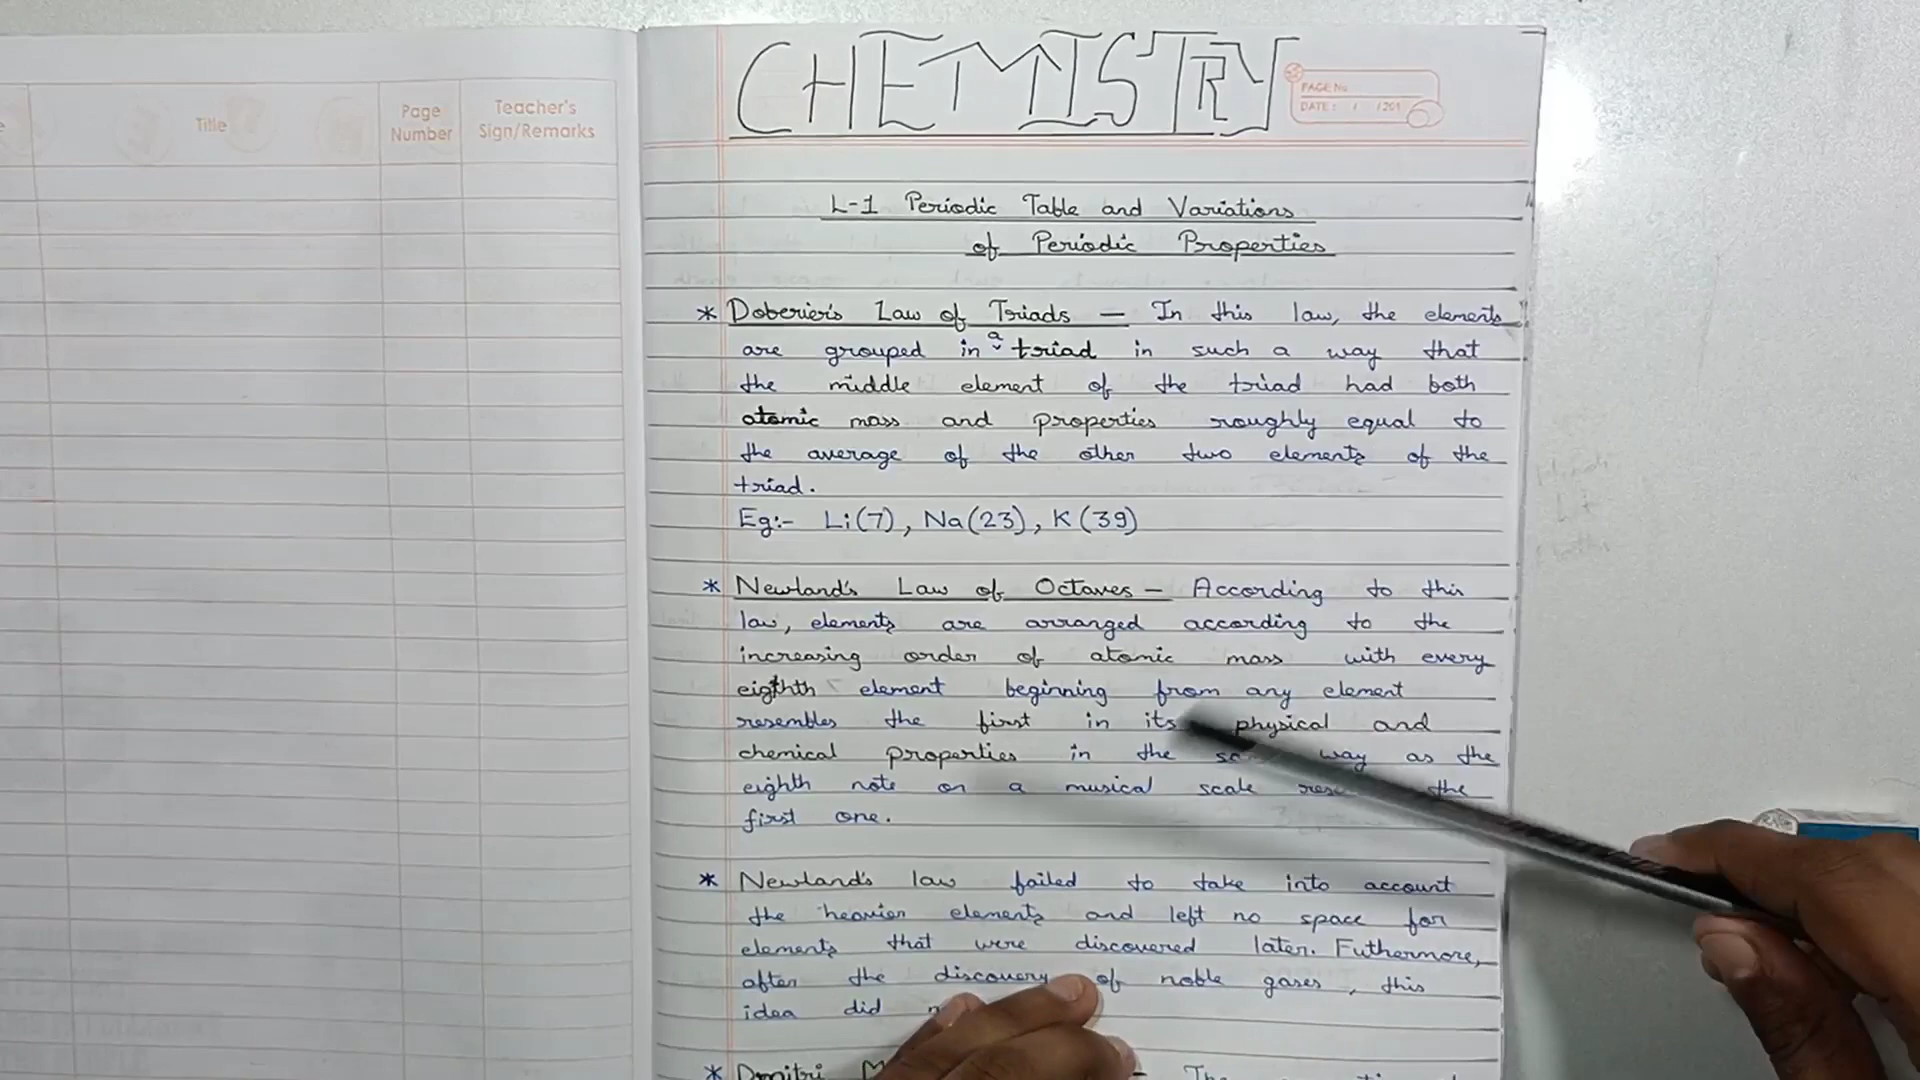 CHEMISTRY
PAGE No
DATE : / / 201
Title
Page
Number
Teacher's
Sign/Remarks
L-1 Periodic Table and Variations
of Periodic Properties
* Doberier's Law of Triads — In this law, the elements
are grouped in a triad in such a way that
the middle element of the triad had both
atomic mass and properties roughly equal to
the average of the other two elements of the
triad.
Eg:- Li(7), Na(23), K(39)
* Newland's Law of Octaves — According to this
law, elements are arranged according to the
increasing order of atomic mass with every
eigthth element beginning from any element
resembles the first in its physical and
chemical properties in the way as the
eighth note on a musical scale the
first one.
* Newland's law failed to take into account
the heavier elements and left no space for
elements that were discovered later. Futhermore,
after the discovery of noble gases, this
idea did
* Dmitri